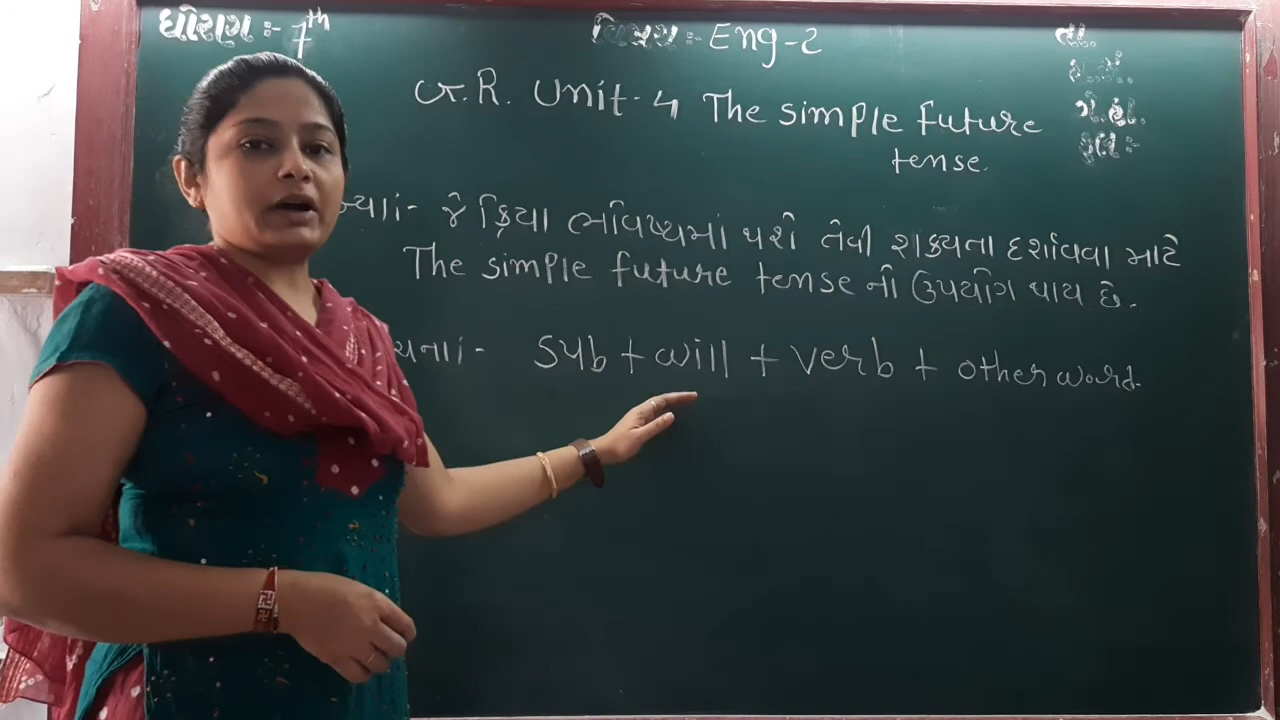 ધોરણ :- 7th
વિષય :- Eng-2
તા.
G.R. Unit-4 The simple future
tense.
વ્યા:- જે ક્રિયા ભવિષ્યમાં થશે તેવી શક્યતા દર્શાવવા માટે
The simple future tense નો ઉપયોગ થાય છે.
ચના:- Sub + will + verb + other word.